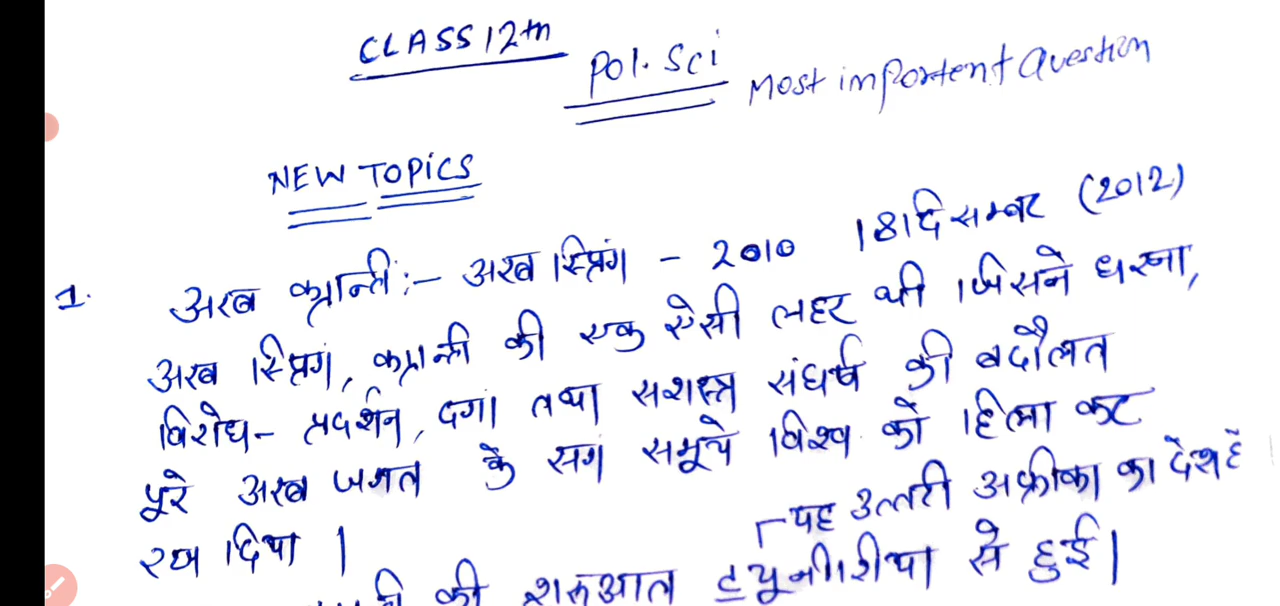 CLASS 12th
Pol. Sci Most importent Question
NEW TOPICS
1. अरब क्रान्ती :- अरब स्प्रिंग - 2010 18 दिसम्बर (2012)
अरब स्प्रिंग, क्रान्ती की एक ऐसी लहर थी जिसने धरना,
विरोध - प्रदर्शन, दंगा तथा सशस्त्र संघर्ष की बदौलत
पूरे अरब जगत के संग समूचे विश्व को हिला कर
रख दिया।
यह उत्तरी अफ्रीका का देश हैं
की शुरुआत ट्यूनीशिया से हुई।